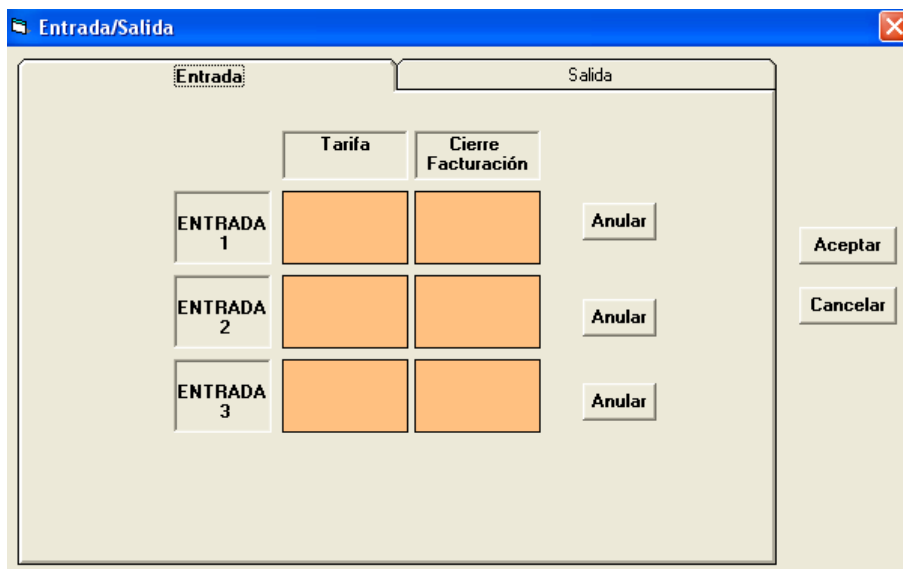 Entrada/Salida
Entrada
Salida
Tarifa
Cierre
Facturación
ENTRADA
1
Anular
Aceptar
ENTRADA
2
Anular
Cancelar
ENTRADA
3
Anular